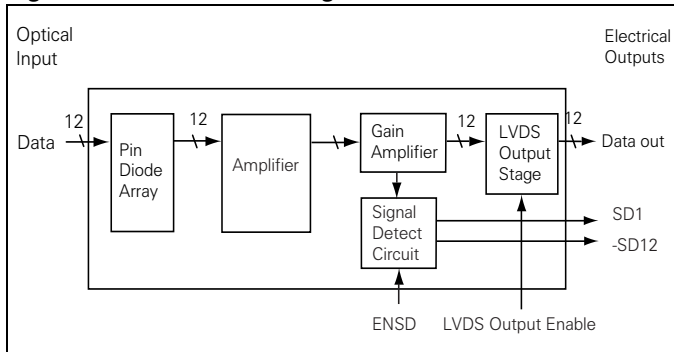 Optical
Input
Electrical
Outputs
Data
12
Pin
Diode
Array
12
Amplifier
Gain
Amplifier
12
LVDS
Output
Stage
12
Data out
Signal
Detect
Circuit
SD1
-SD12
ENSD
LVDS Output Enable